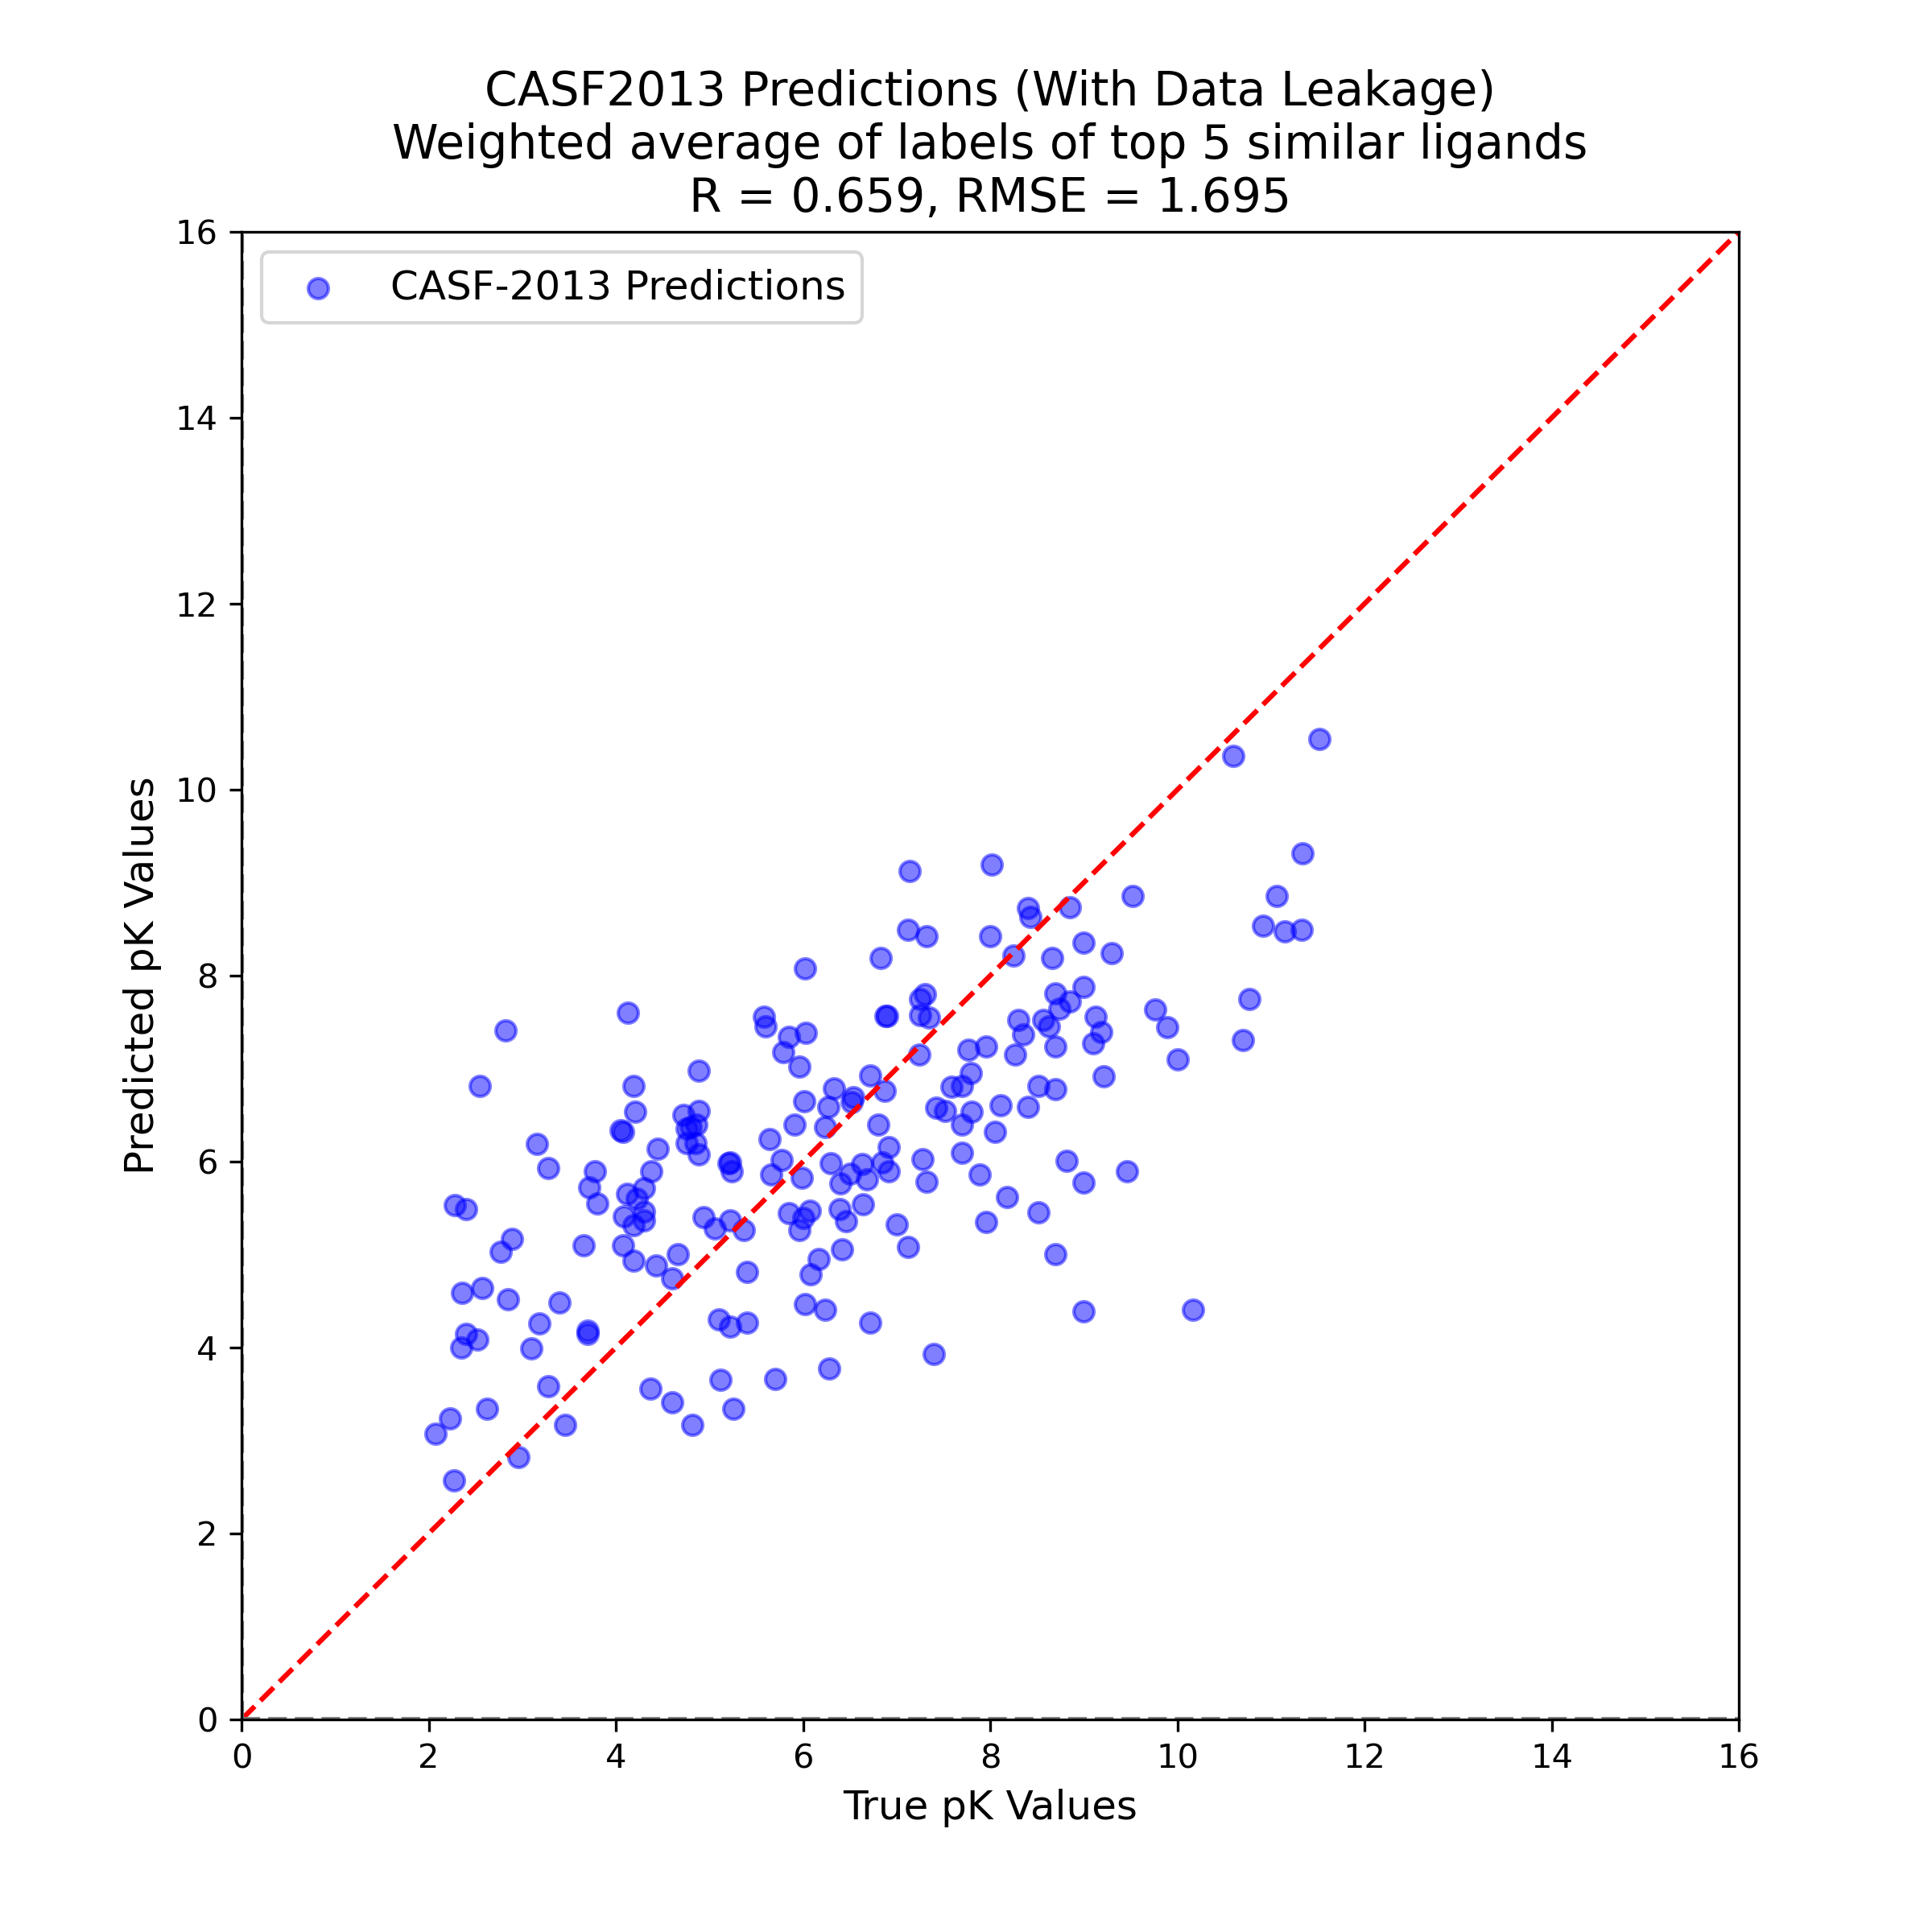 CASF2013 Predictions (With Data Leakage)
Weighted average of labels of top 5 similar ligands
R = 0.659, RMSE = 1.695
CASF-2013 Predictions
Predicted pK Values
16
14
12
10
8
6
4
2
0
0 2 4 6 8 10 12 14 16
True pK Values